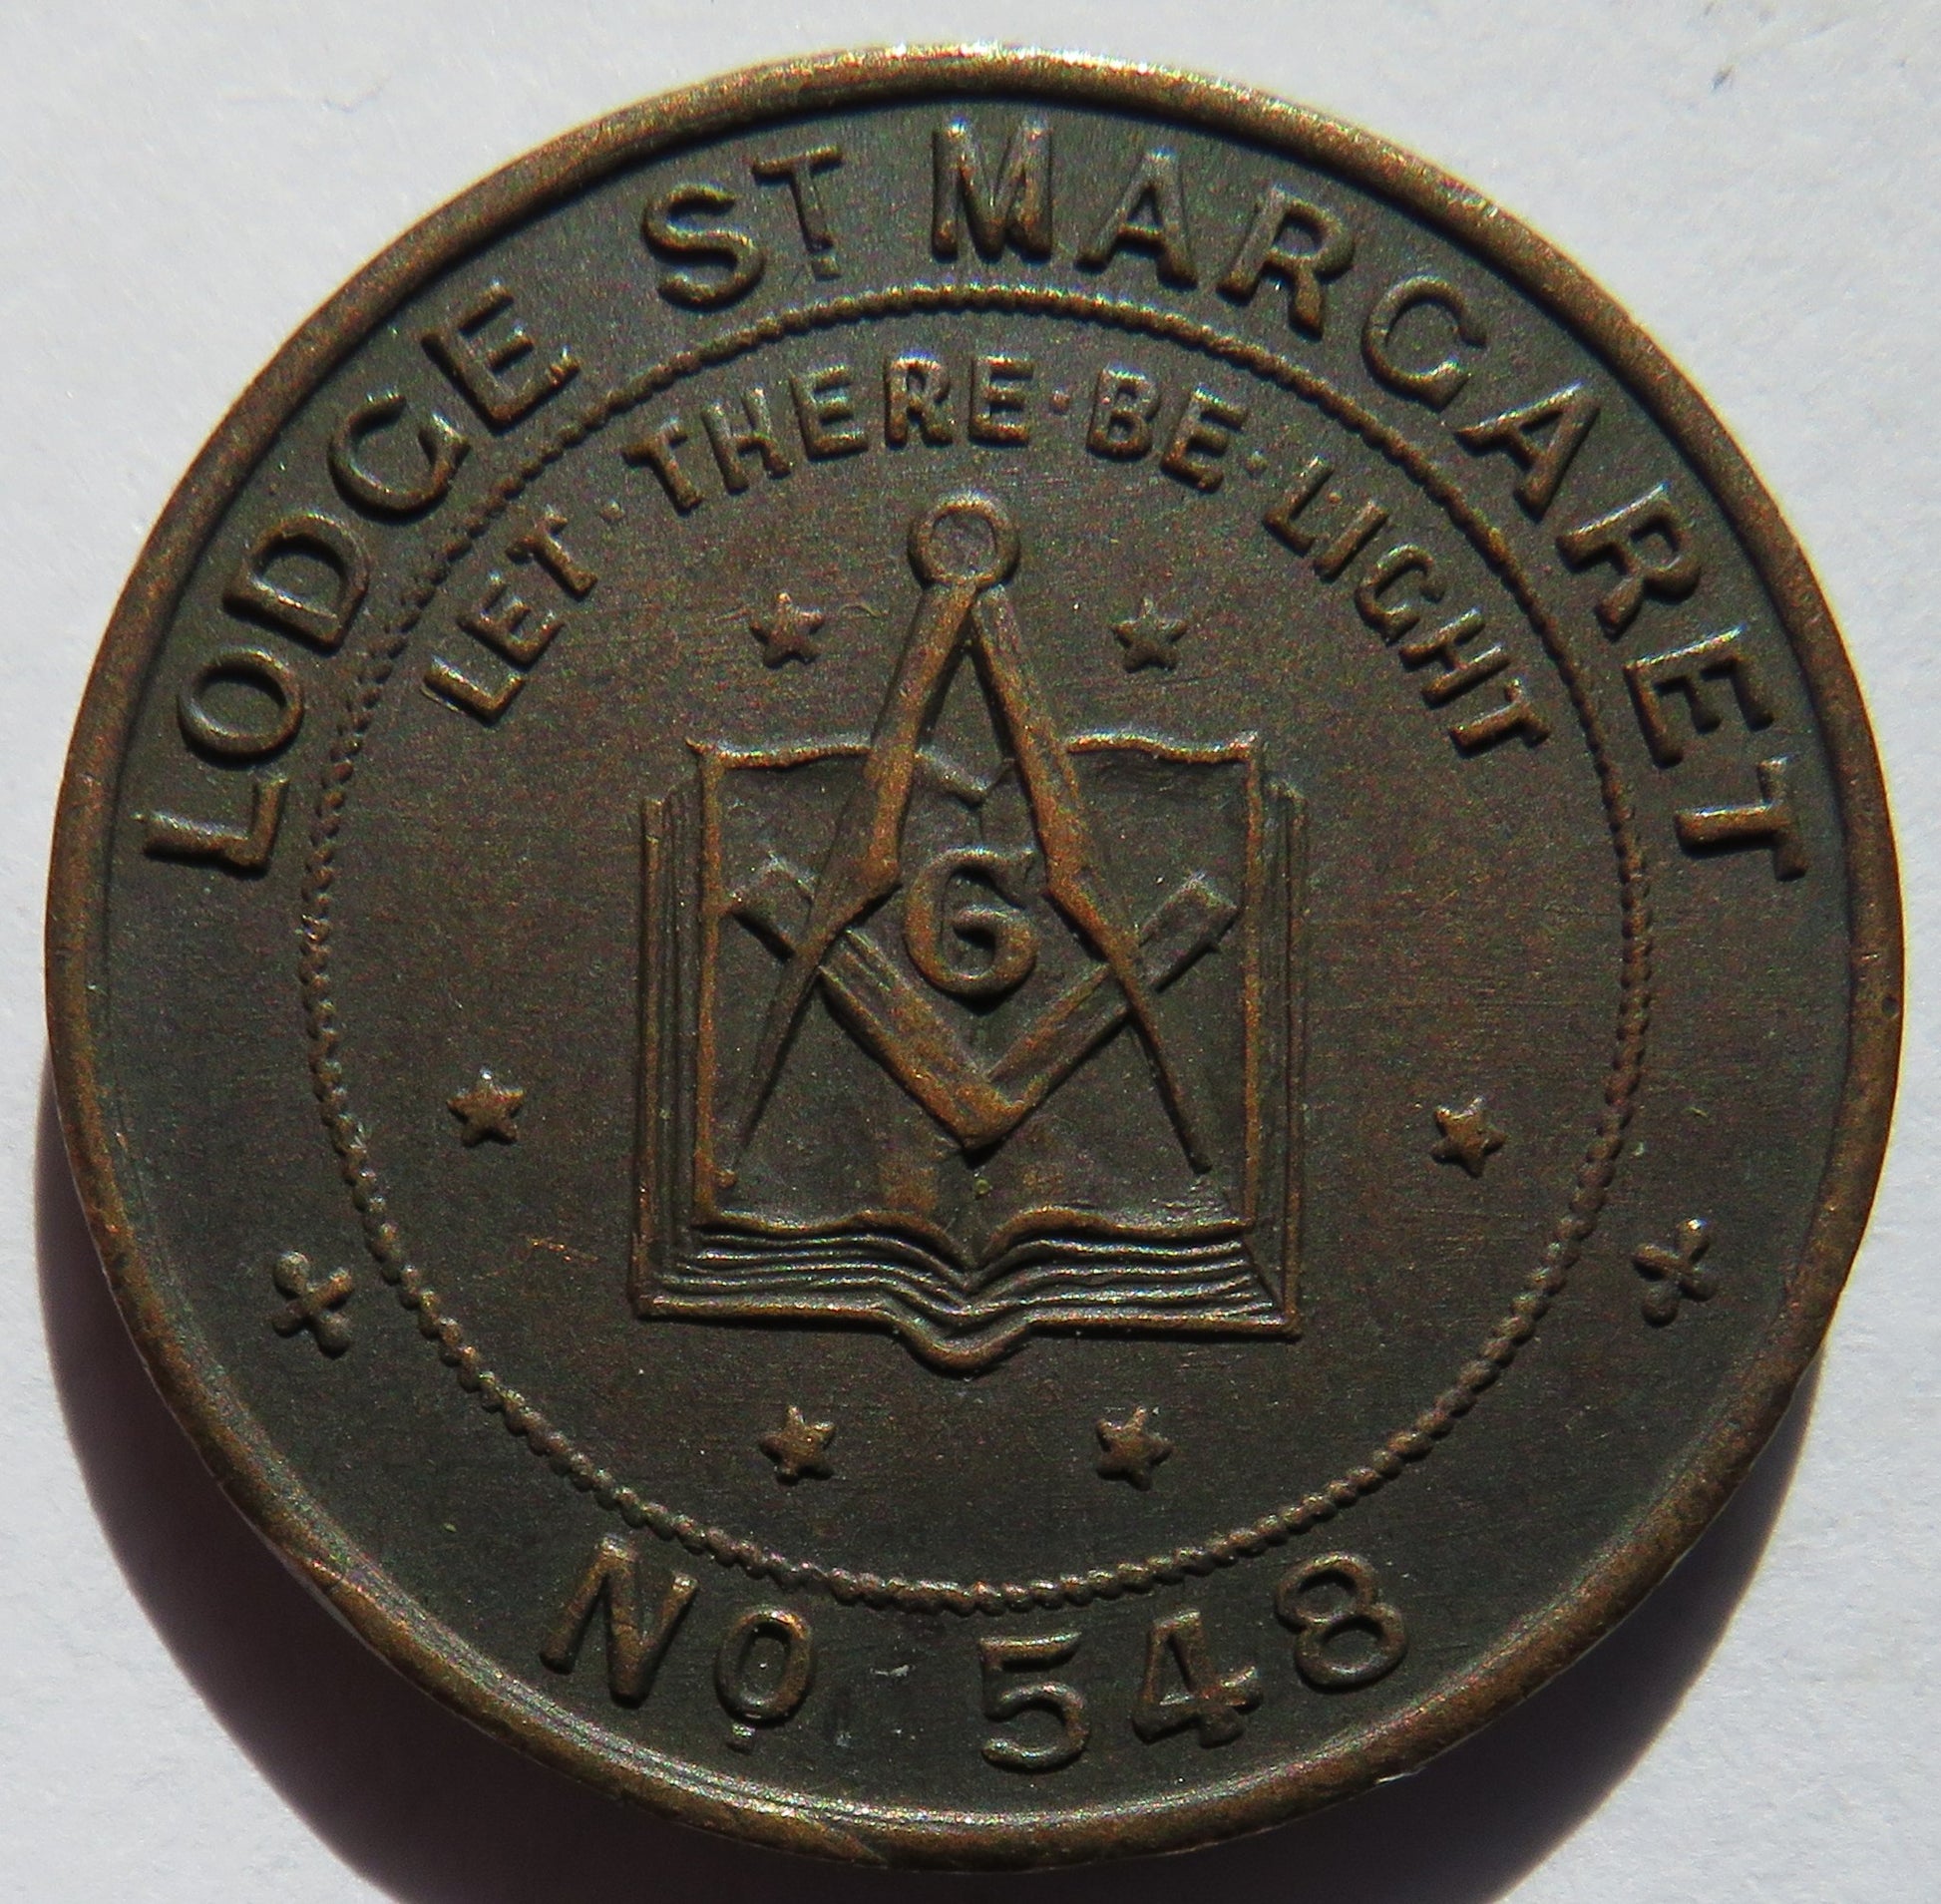 LODGE ST MARGARET
LET · THERE · BE · LIGHT
G
NO 548